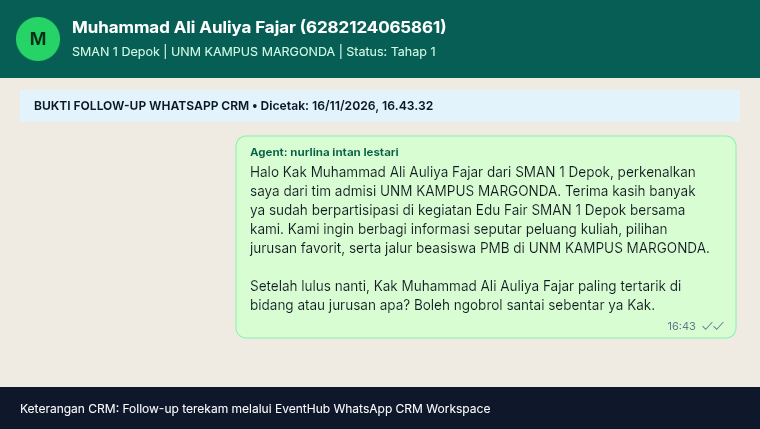 M
Muhammad Ali Auliya Fajar (6282124065861)
SMAN 1 Depok | UNM KAMPUS MARGONDA | Status: Tahap 1
BUKTI FOLLOW-UP WHATSAPP CRM • Dicetak: 16/11/2026, 16.43.32
Agent: nurlina intan lestari
Halo Kak Muhammad Ali Auliya Fajar dari SMAN 1 Depok, perkenalkan
saya dari tim admisi UNM KAMPUS MARGONDA. Terima kasih banyak
ya sudah berpartisipasi di kegiatan Edu Fair SMAN 1 Depok bersama
kami. Kami ingin berbagi informasi seputar peluang kuliah, pilihan
jurusan favorit, serta jalur beasiswa PMB di UNM KAMPUS MARGONDA.
Setelah lulus nanti, Kak Muhammad Ali Auliya Fajar paling tertarik di
bidang atau jurusan apa? Boleh ngobrol santai sebentar ya Kak.
16:43
Keterangan CRM: Follow-up terekam melalui EventHub WhatsApp CRM Workspace